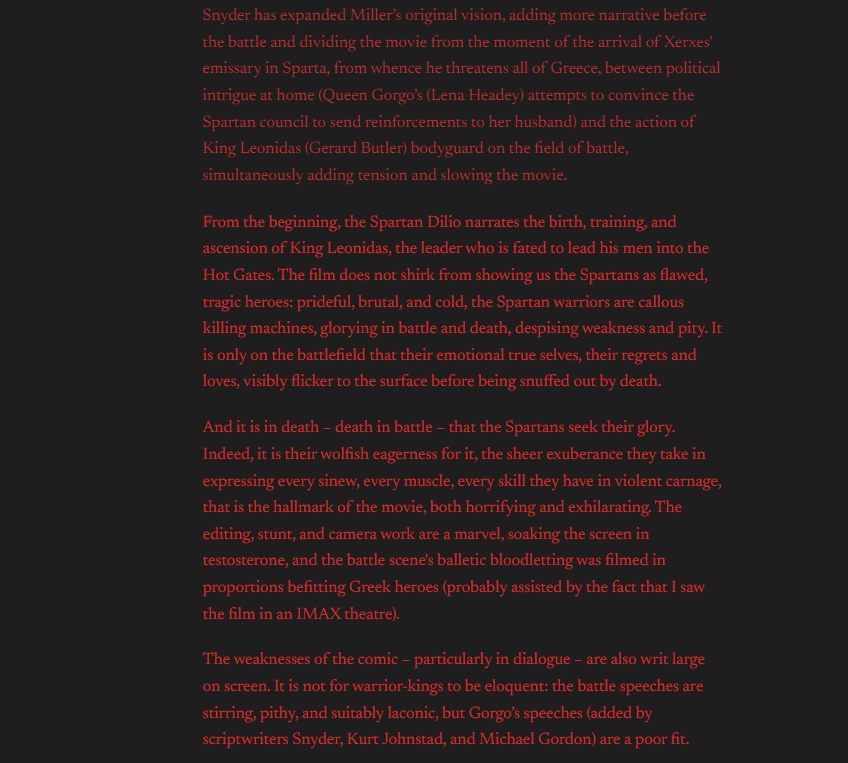 Snyder has expanded Miller’s original vision, adding more narrative before
the battle and dividing the movie from the moment of the arrival of Xerxes’
emissary in Sparta, from whence he threatens all of Greece, between political
intrigue at home (Queen Gorgo’s (Lena Headey) attempts to convince the
Spartan council to send reinforcements to her husband) and the action of
King Leonidas (Gerard Butler) bodyguard on the field of battle,
simultaneously adding tension and slowing the movie.
From the beginning, the Spartan Dilio narrates the birth, training, and
ascension of King Leonidas, the leader who is fated to lead his men into the
Hot Gates. The film does not shirk from showing us the Spartans as flawed,
tragic heroes: prideful, brutal, and cold, the Spartan warriors are callous
killing machines, glorying in battle and death, despising weakness and pity. It
is only on the battlefield that their emotional true selves, their regrets and
loves, visibly flicker to the surface before being snuffed out by death.
And it is in death – death in battle – that the Spartans seek their glory.
Indeed, it is their wolfish eagerness for it, the sheer exuberance they take in
expressing every sinew, every muscle, every skill they have in violent carnage,
that is the hallmark of the movie, both horrifying and exhilarating. The
editing, stunt, and camera work are a marvel, soaking the screen in
testosterone, and the battle scene's balletic bloodletting was filmed in
proportions befitting Greek heroes (probably assisted by the fact that I saw
the film in an IMAX theatre).
The weaknesses of the comic – particularly in dialogue – are also writ large
on screen. It is not for warrior-kings to be eloquent: the battle speeches are
stirring, pithy, and suitably laconic, but Gorgo’s speeches (added by
scriptwriters Snyder, Kurt Johnstad, and Michael Gordon) are a poor fit.